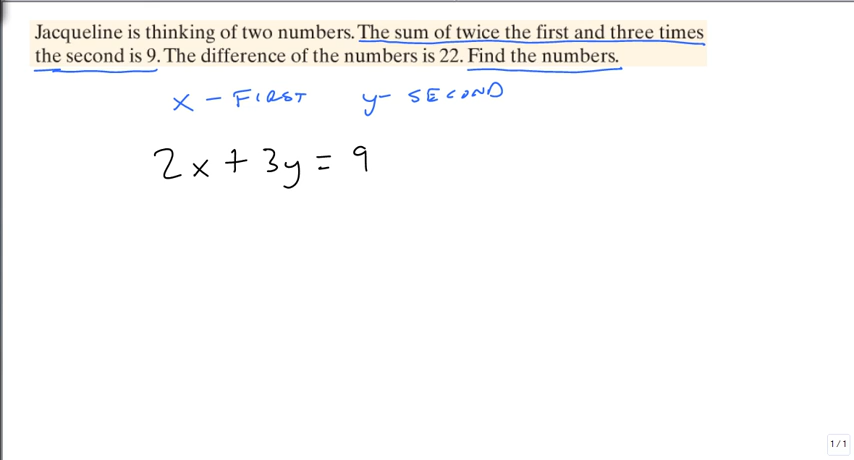 Jacqueline is thinking of two numbers. The sum of twice the first and three times
the second is 9. The difference of the numbers is 22. Find the numbers.
x - FIRST y- SECOND
2x + 3y = 9
1 / 1